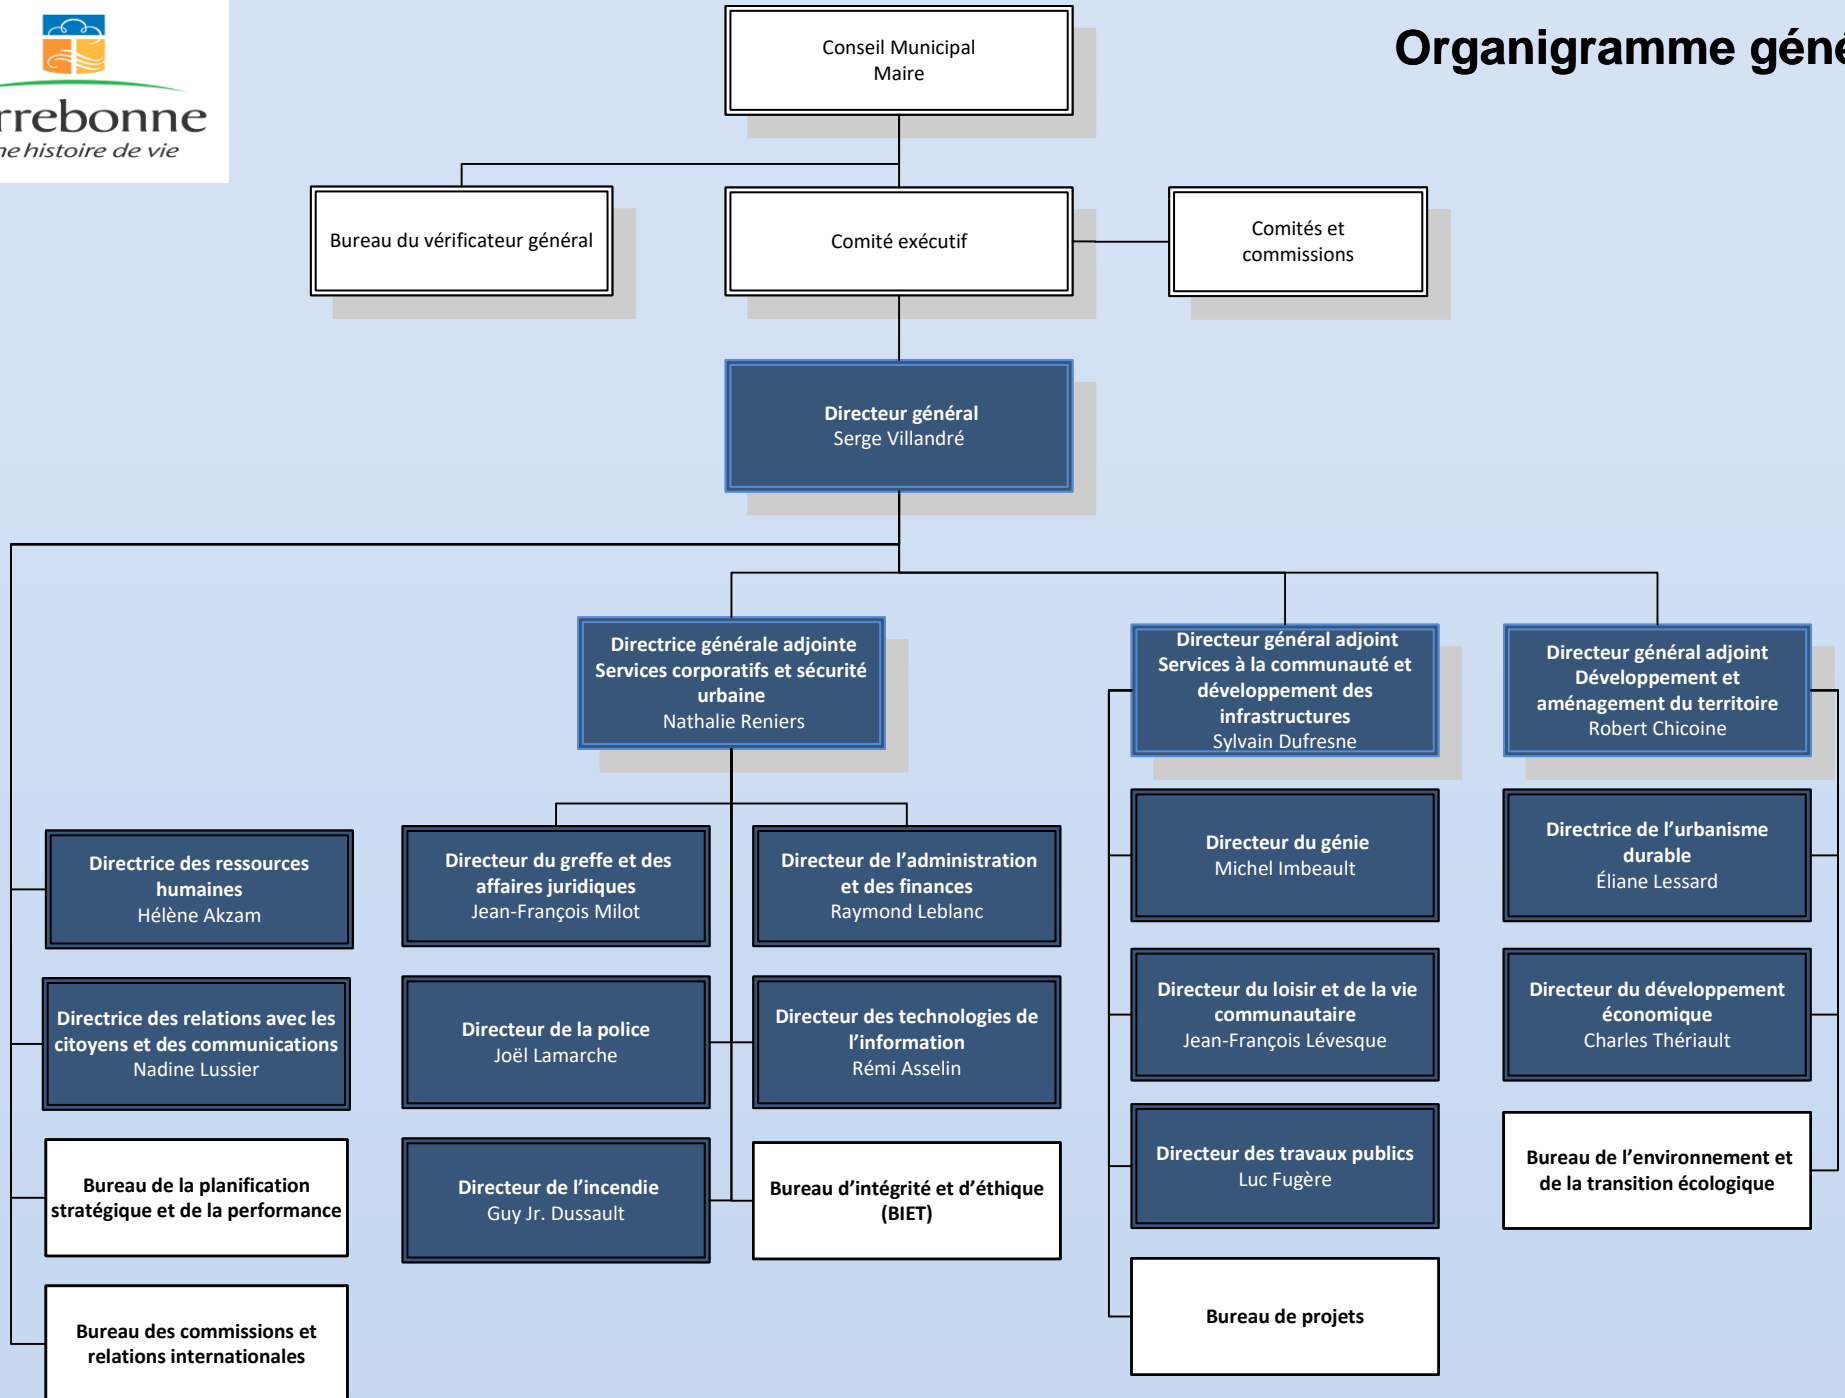 Organigramme géné
rrebonne
ne histoire de vie
Conseil Municipal
Maire
Bureau du vérificateur général
Comité exécutif
Comités et
commissions
Directeur général
Serge Villandré
Directrice générale adjointe
Services corporatifs et sécurité
urbaine
Nathalie Reniers
Directeur général adjoint
Services à la communauté et
développement des
infrastructures
Sylvain Dufresne
Directeur général adjoint
Développement et
aménagement du territoire
Robert Chicoine
Directrice des ressources
humaines
Hélène Akzam
Directrice des relations avec les
citoyens et des communications
Nadine Lussier
Bureau de la planification
stratégique et de la performance
Bureau des commissions et
relations internationales
Directeur du greffe et des
affaires juridiques
Jean-François Milot
Directeur de l’administration
et des finances
Raymond Leblanc
Directeur de la police
Joël Lamarche
Directeur des technologies de
l’information
Rémi Asselin
Directeur de l’incendie
Guy Jr. Dussault
Bureau d’intégrité et d’éthique
(BIET)
Directeur du génie
Michel Imbeault
Directeur du loisir et de la vie
communautaire
Jean-François Lévesque
Directeur des travaux publics
Luc Fugère
Bureau de projets
Directrice de l’urbanisme
durable
Éliane Lessard
Directeur du développement
économique
Charles Thériault
Bureau de l’environnement et
de la transition écologique